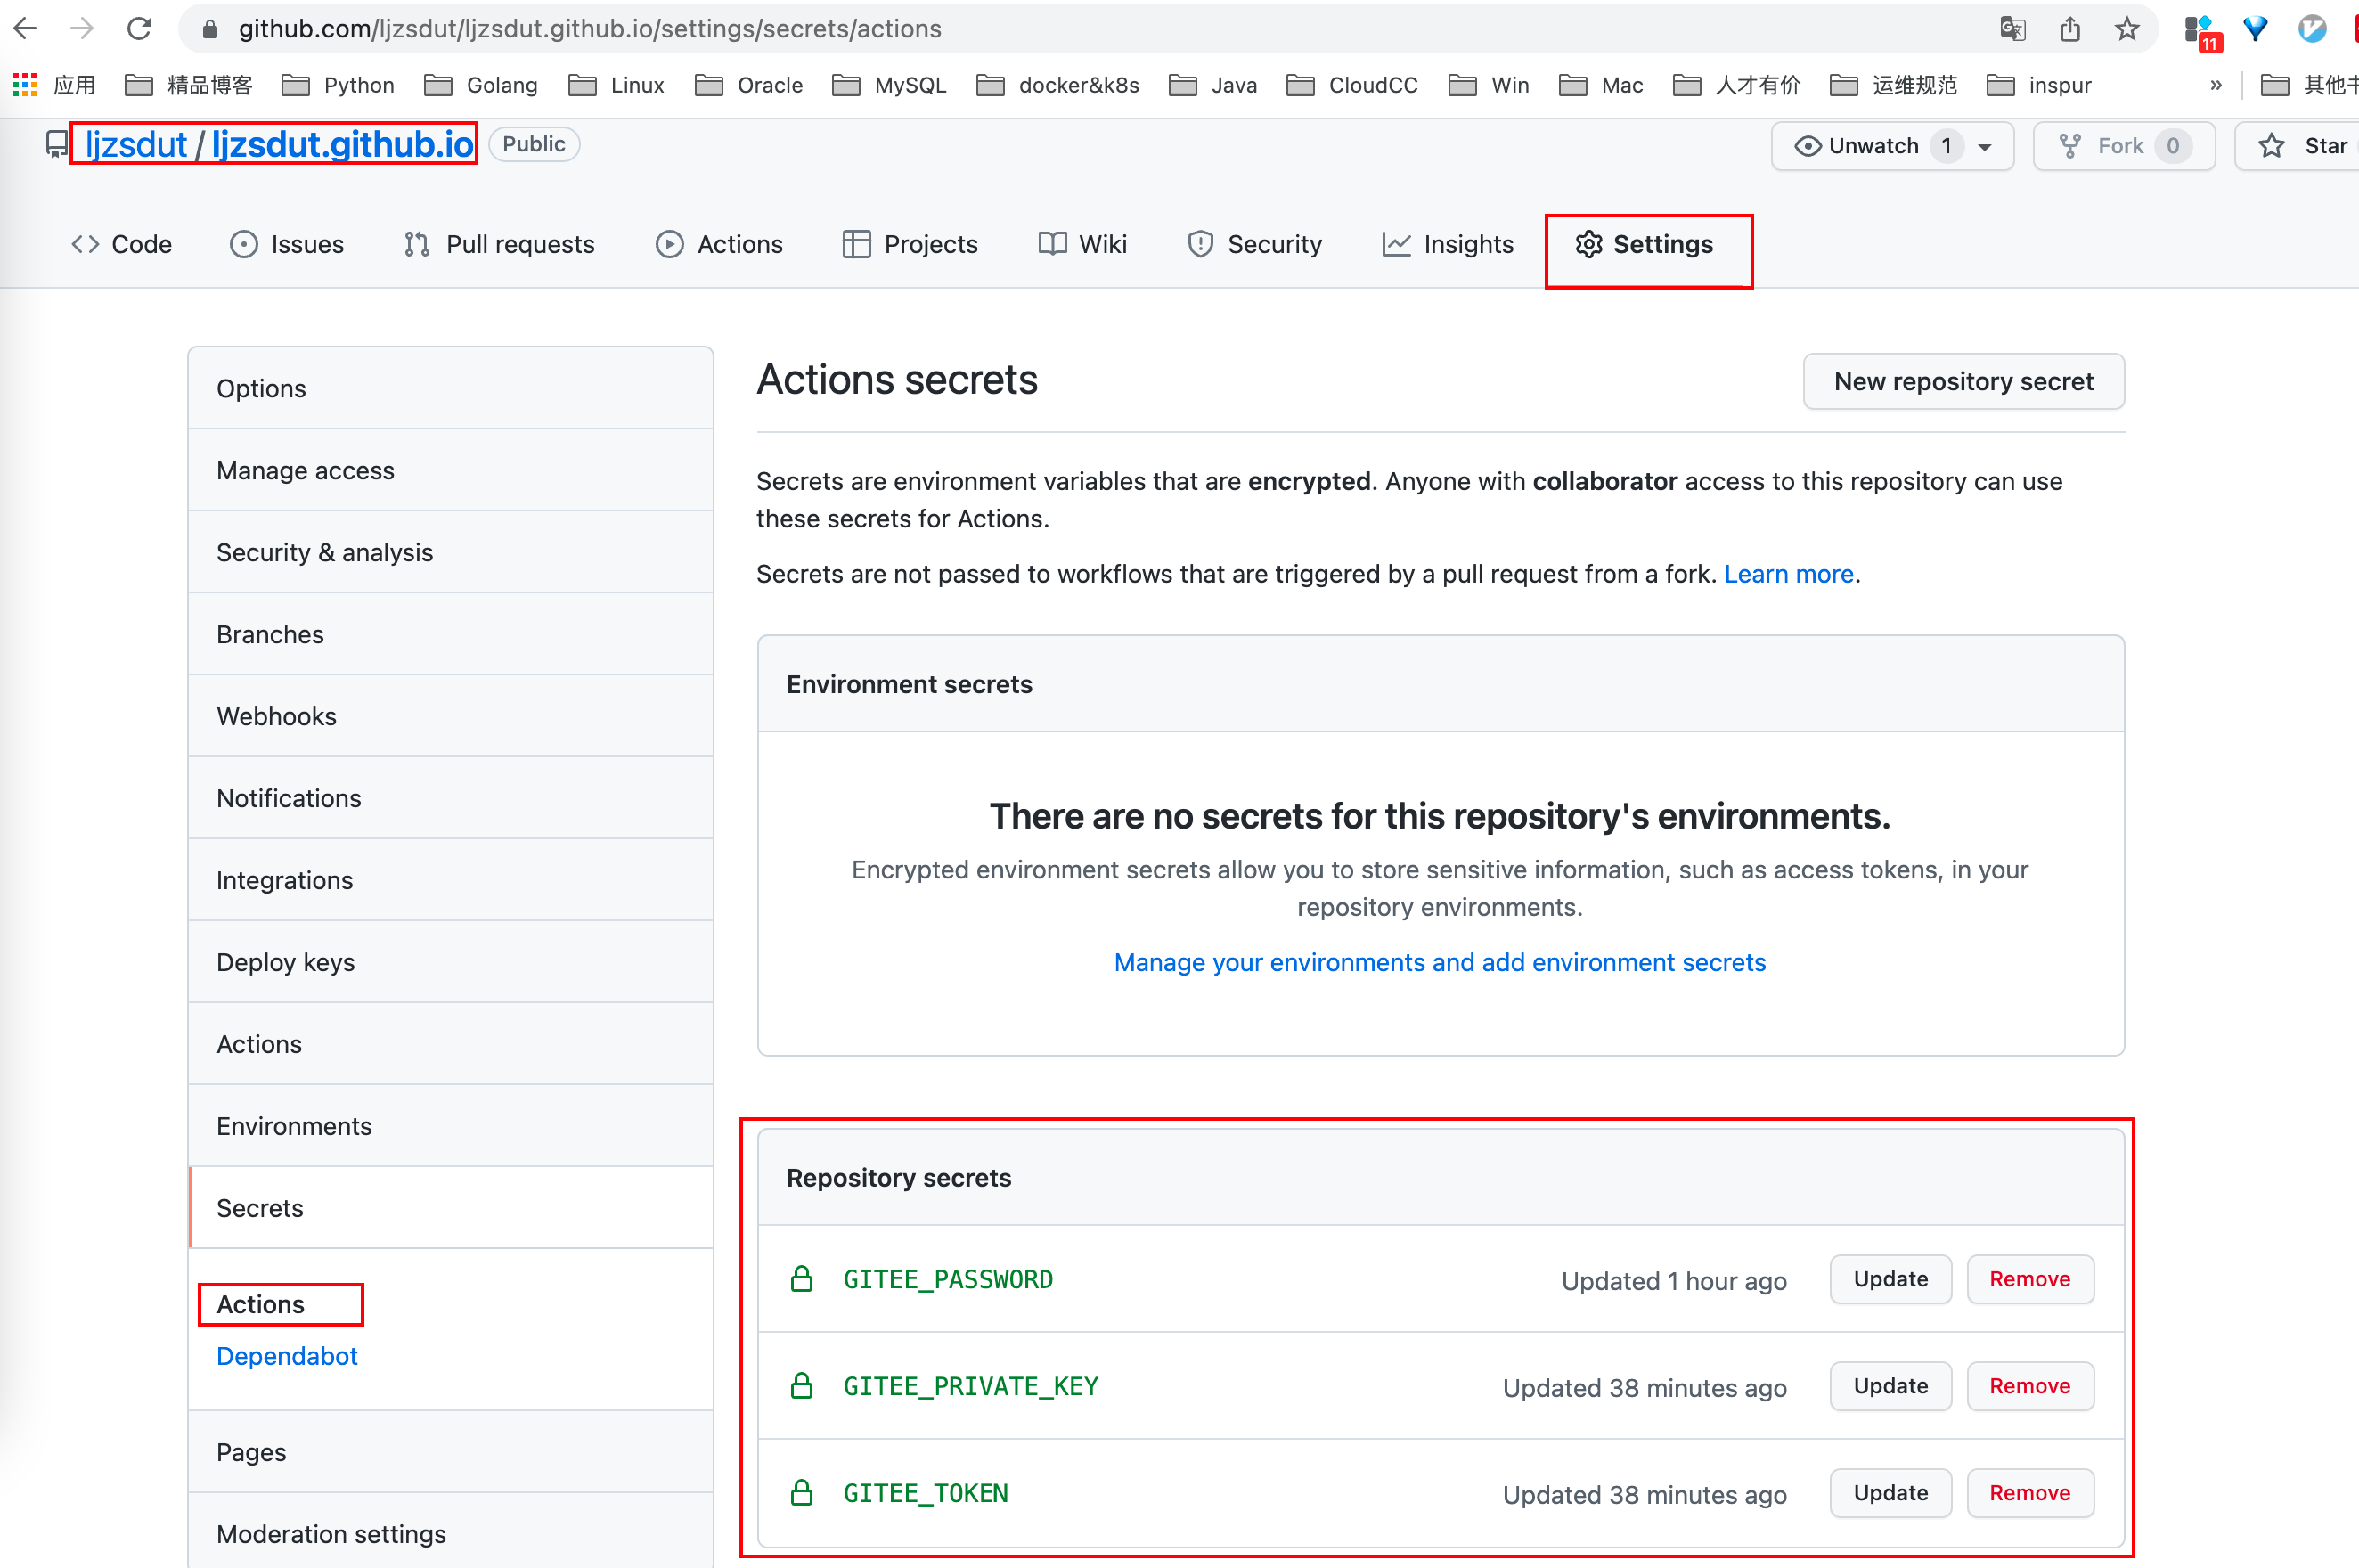 github.com/ljzsdut/ljzsdut.github.io/settings/secrets/actions
11
应用 精品博客 Python Golang Linux Oracle MySQL docker&k8s Java CloudCC Win Mac 人才有价 运维规范 inspur » 其他
ljzsdut / ljzsdut.github.io Public Unwatch 1 Fork 0 Star
Code Issues Pull requests Actions Projects Wiki Security Insights Settings
Options
Manage access
Security & analysis
Branches
Webhooks
Notifications
Integrations
Deploy keys
Actions
Environments
Secrets
Actions
Dependabot
Pages
Moderation settings
Actions secrets
New repository secret
Secrets are environment variables that are encrypted. Anyone with collaborator access to this repository can use
these secrets for Actions.
Secrets are not passed to workflows that are triggered by a pull request from a fork. Learn more.
Environment secrets
There are no secrets for this repository's environments.
Encrypted environment secrets allow you to store sensitive information, such as access tokens, in your
repository environments.
Manage your environments and add environment secrets
Repository secrets
GITEE_PASSWORD Updated 1 hour ago Update Remove
GITEE_PRIVATE_KEY Updated 38 minutes ago Update Remove
GITEE_TOKEN Updated 38 minutes ago Update Remove